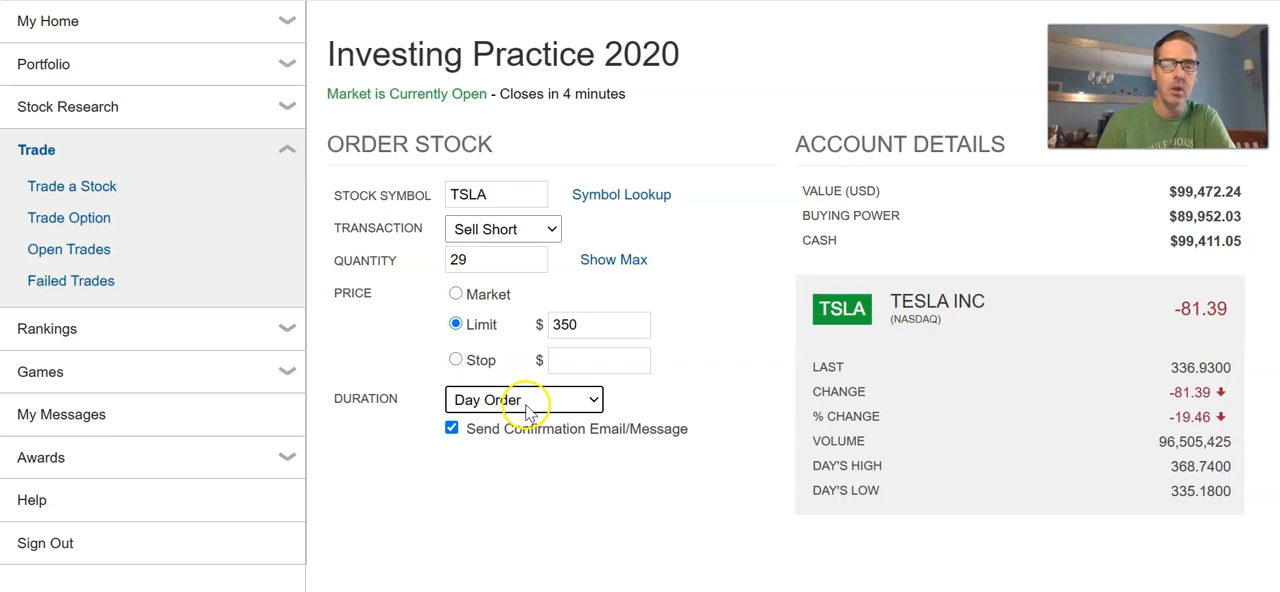 My Home
Portfolio
Stock Research
Trade
Trade a Stock
Trade Option
Open Trades
Failed Trades
Rankings
Games
My Messages
Awards
Help
Sign Out
Investing Practice 2020
Market is Currently Open - Closes in 4 minutes
ORDER STOCK
STOCK SYMBOL TSLA Symbol Lookup
TRANSACTION Sell Short
QUANTITY 29 Show Max
PRICE Market
Limit $ 350
Stop $
DURATION Day Order
Send Confirmation Email/Message
ACCOUNT DETAILS
VALUE (USD) $99,472.24
BUYING POWER $89,952.03
CASH $99,411.05
TSLA TESLA INC -81.39
(NASDAQ)
LAST 336.9300
CHANGE -81.39
% CHANGE -19.46
VOLUME 96,505,425
DAY'S HIGH 368.7400
DAY'S LOW 335.1800